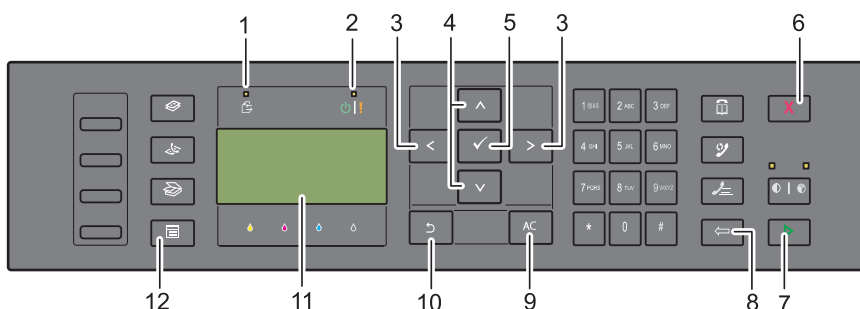 1 2 3 4 5 3 6
1@:&S 2 ABC 3 DEF
X
4 GHI 5 JKL 6 MNO
7 PQRS 8 TUV 9 WXYZ
AC * 0 #
12 11 10 9 8 7